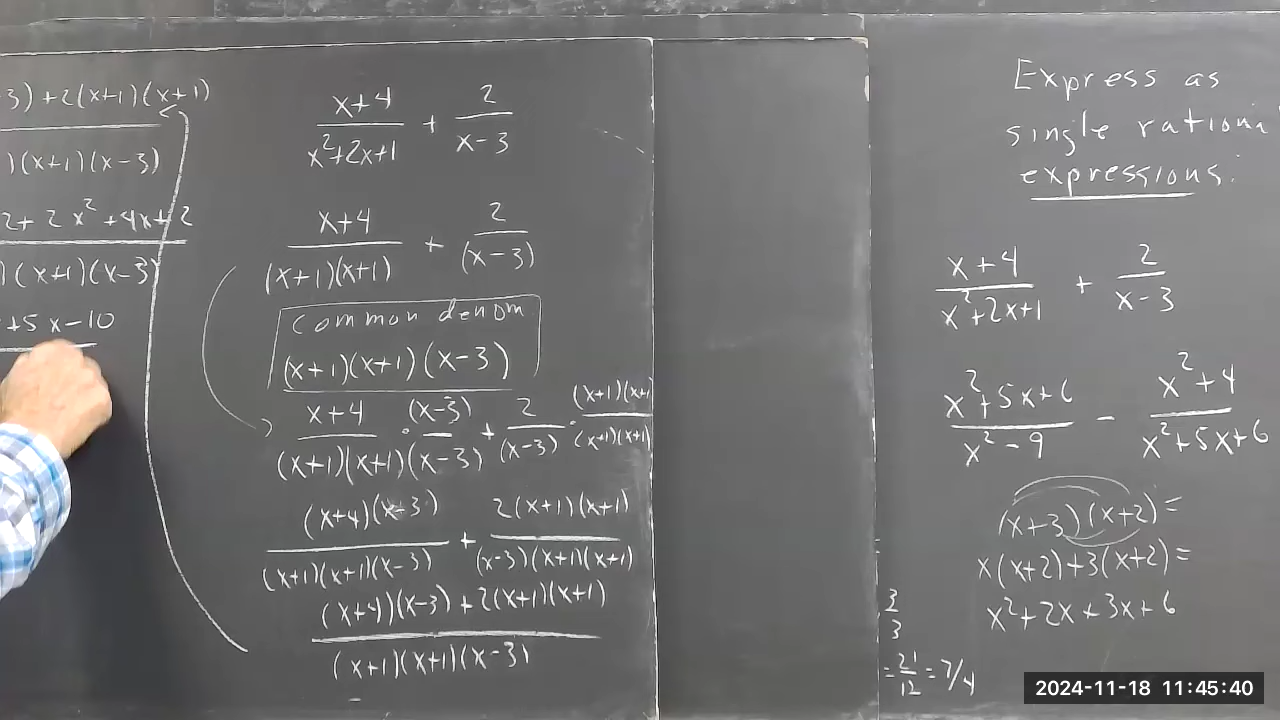 3) + 2(x+1)(x+1)
)(x+1)(x-3)
2 + 2x² + 4x + 2
)(x+1)(x-3)
+5x-10
x+4 / x²+2x+1 + 2 / x-3
x+4 / (x+1)(x+1) + 2 / (x-3)
common denom
(x+1)(x+1)(x-3)
x+4 / (x+1)(x+1) · (x-3) / (x-3) + 2 / (x-3) · (x+1)(x+1) / (x+1)(x+1)
(x+4)(x-3) / (x+1)(x+1)(x-3) + 2(x+1)(x+1) / (x-3)(x+1)(x+1)
(x+4)(x-3) + 2(x+1)(x+1)
(x+1)(x+1)(x-3)
Express as
single rationa
expressions:
x+4 / x²+2x+1 + 2 / x-3
x²+5x+6 / x²-9 - x²+4 / x²+5x+6
(x+3)(x+2) =
x(x+2)+3(x+2) =
x²+2x+3x+6
3
3
= 21 / 12 = 7/4
2024-11-18 11:45:40